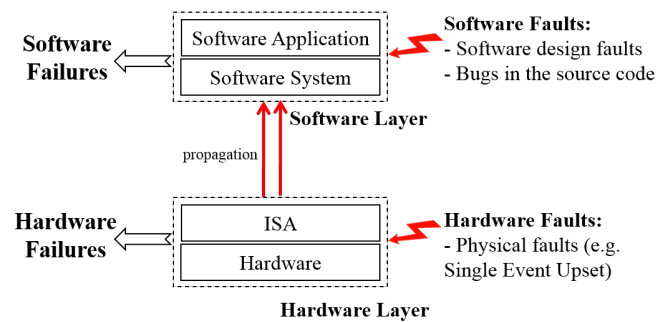 Software
Failures
Software Application
Software System
Software Faults:
- Software design faults
- Bugs in the source code
Software Layer
propagation
Hardware
Failures
ISA
Hardware
Hardware Faults:
- Physical faults (e.g.
Single Event Upset)
Hardware Layer